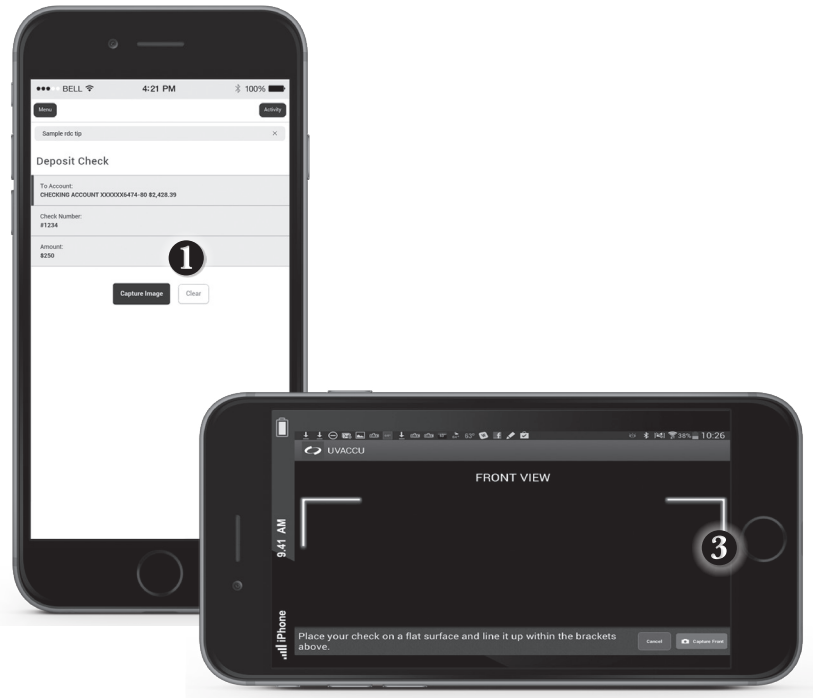 BELL 4:21 PM 100%
Menu Activity
Sample rdc tip ×
Deposit Check
To Account:
CHECKING ACCOUNT XXXXXX6474-80 $2,428.39
Check Number:
#1234
Amount:
$250
1
Capture Image Clear
63° 38% 10:26
UVACCU
FRONT VIEW
9.41 AM
3
iPhone
Place your check on a flat surface and line it up within the brackets
above.
Cancel Capture Front